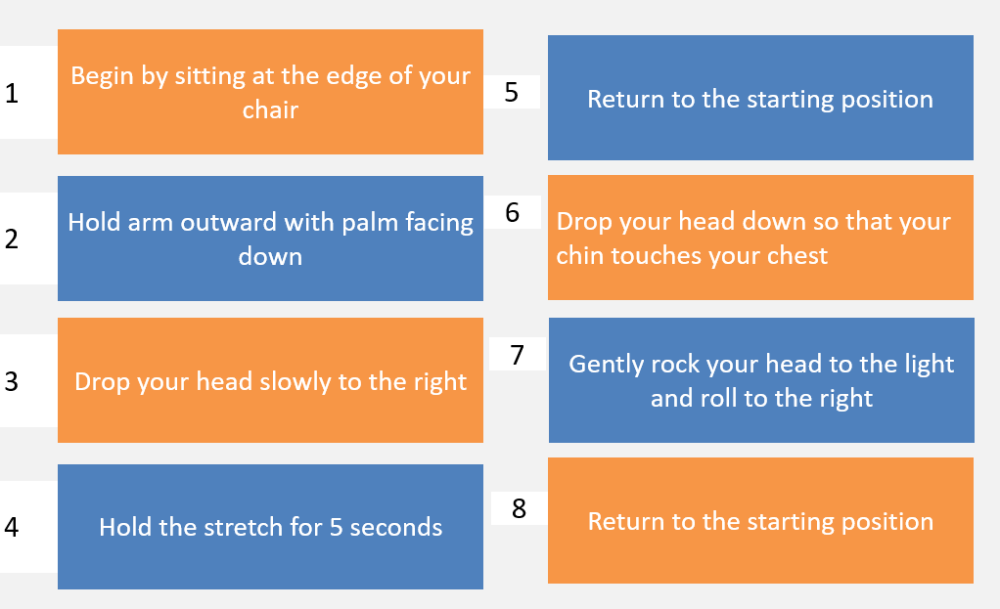 1
Begin by sitting at the edge of your
chair
2
Hold arm outward with palm facing
down
3
Drop your head slowly to the right
4
Hold the stretch for 5 seconds
5
Return to the starting position
6
Drop your head down so that your
chin touches your chest
7
Gently rock your head to the light
and roll to the right
8
Return to the starting position